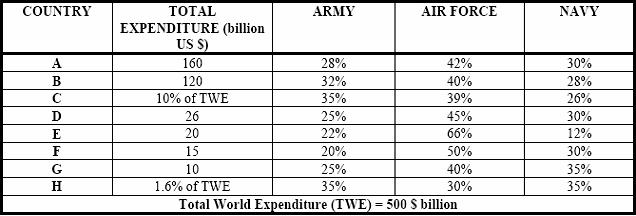 COUNTRY TOTAL EXPENDITURE (billion US $) ARMY AIR FORCE NAVY
A 160 28% 42% 30%
B 120 32% 40% 28%
C 10% of TWE 35% 39% 26%
D 26 25% 45% 30%
E 20 22% 66% 12%
F 15 20% 50% 30%
G 10 25% 40% 35%
H 1.6% of TWE 35% 30% 35%
Total World Expenditure (TWE) = 500 $ billion